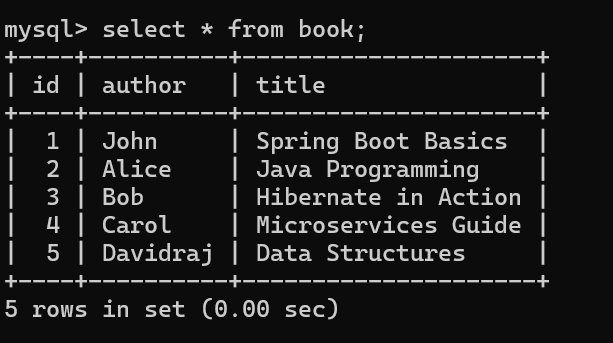 mysql> select * from book;
+----+----------+---------------------+
| id | author   | title               |
+----+----------+---------------------+
|  1 | John     | Spring Boot Basics  |
|  2 | Alice    | Java Programming    |
|  3 | Bob      | Hibernate in Action |
|  4 | Carol    | Microservices Guide |
|  5 | Davidraj | Data Structures     |
+----+----------+---------------------+
5 rows in set (0.00 sec)